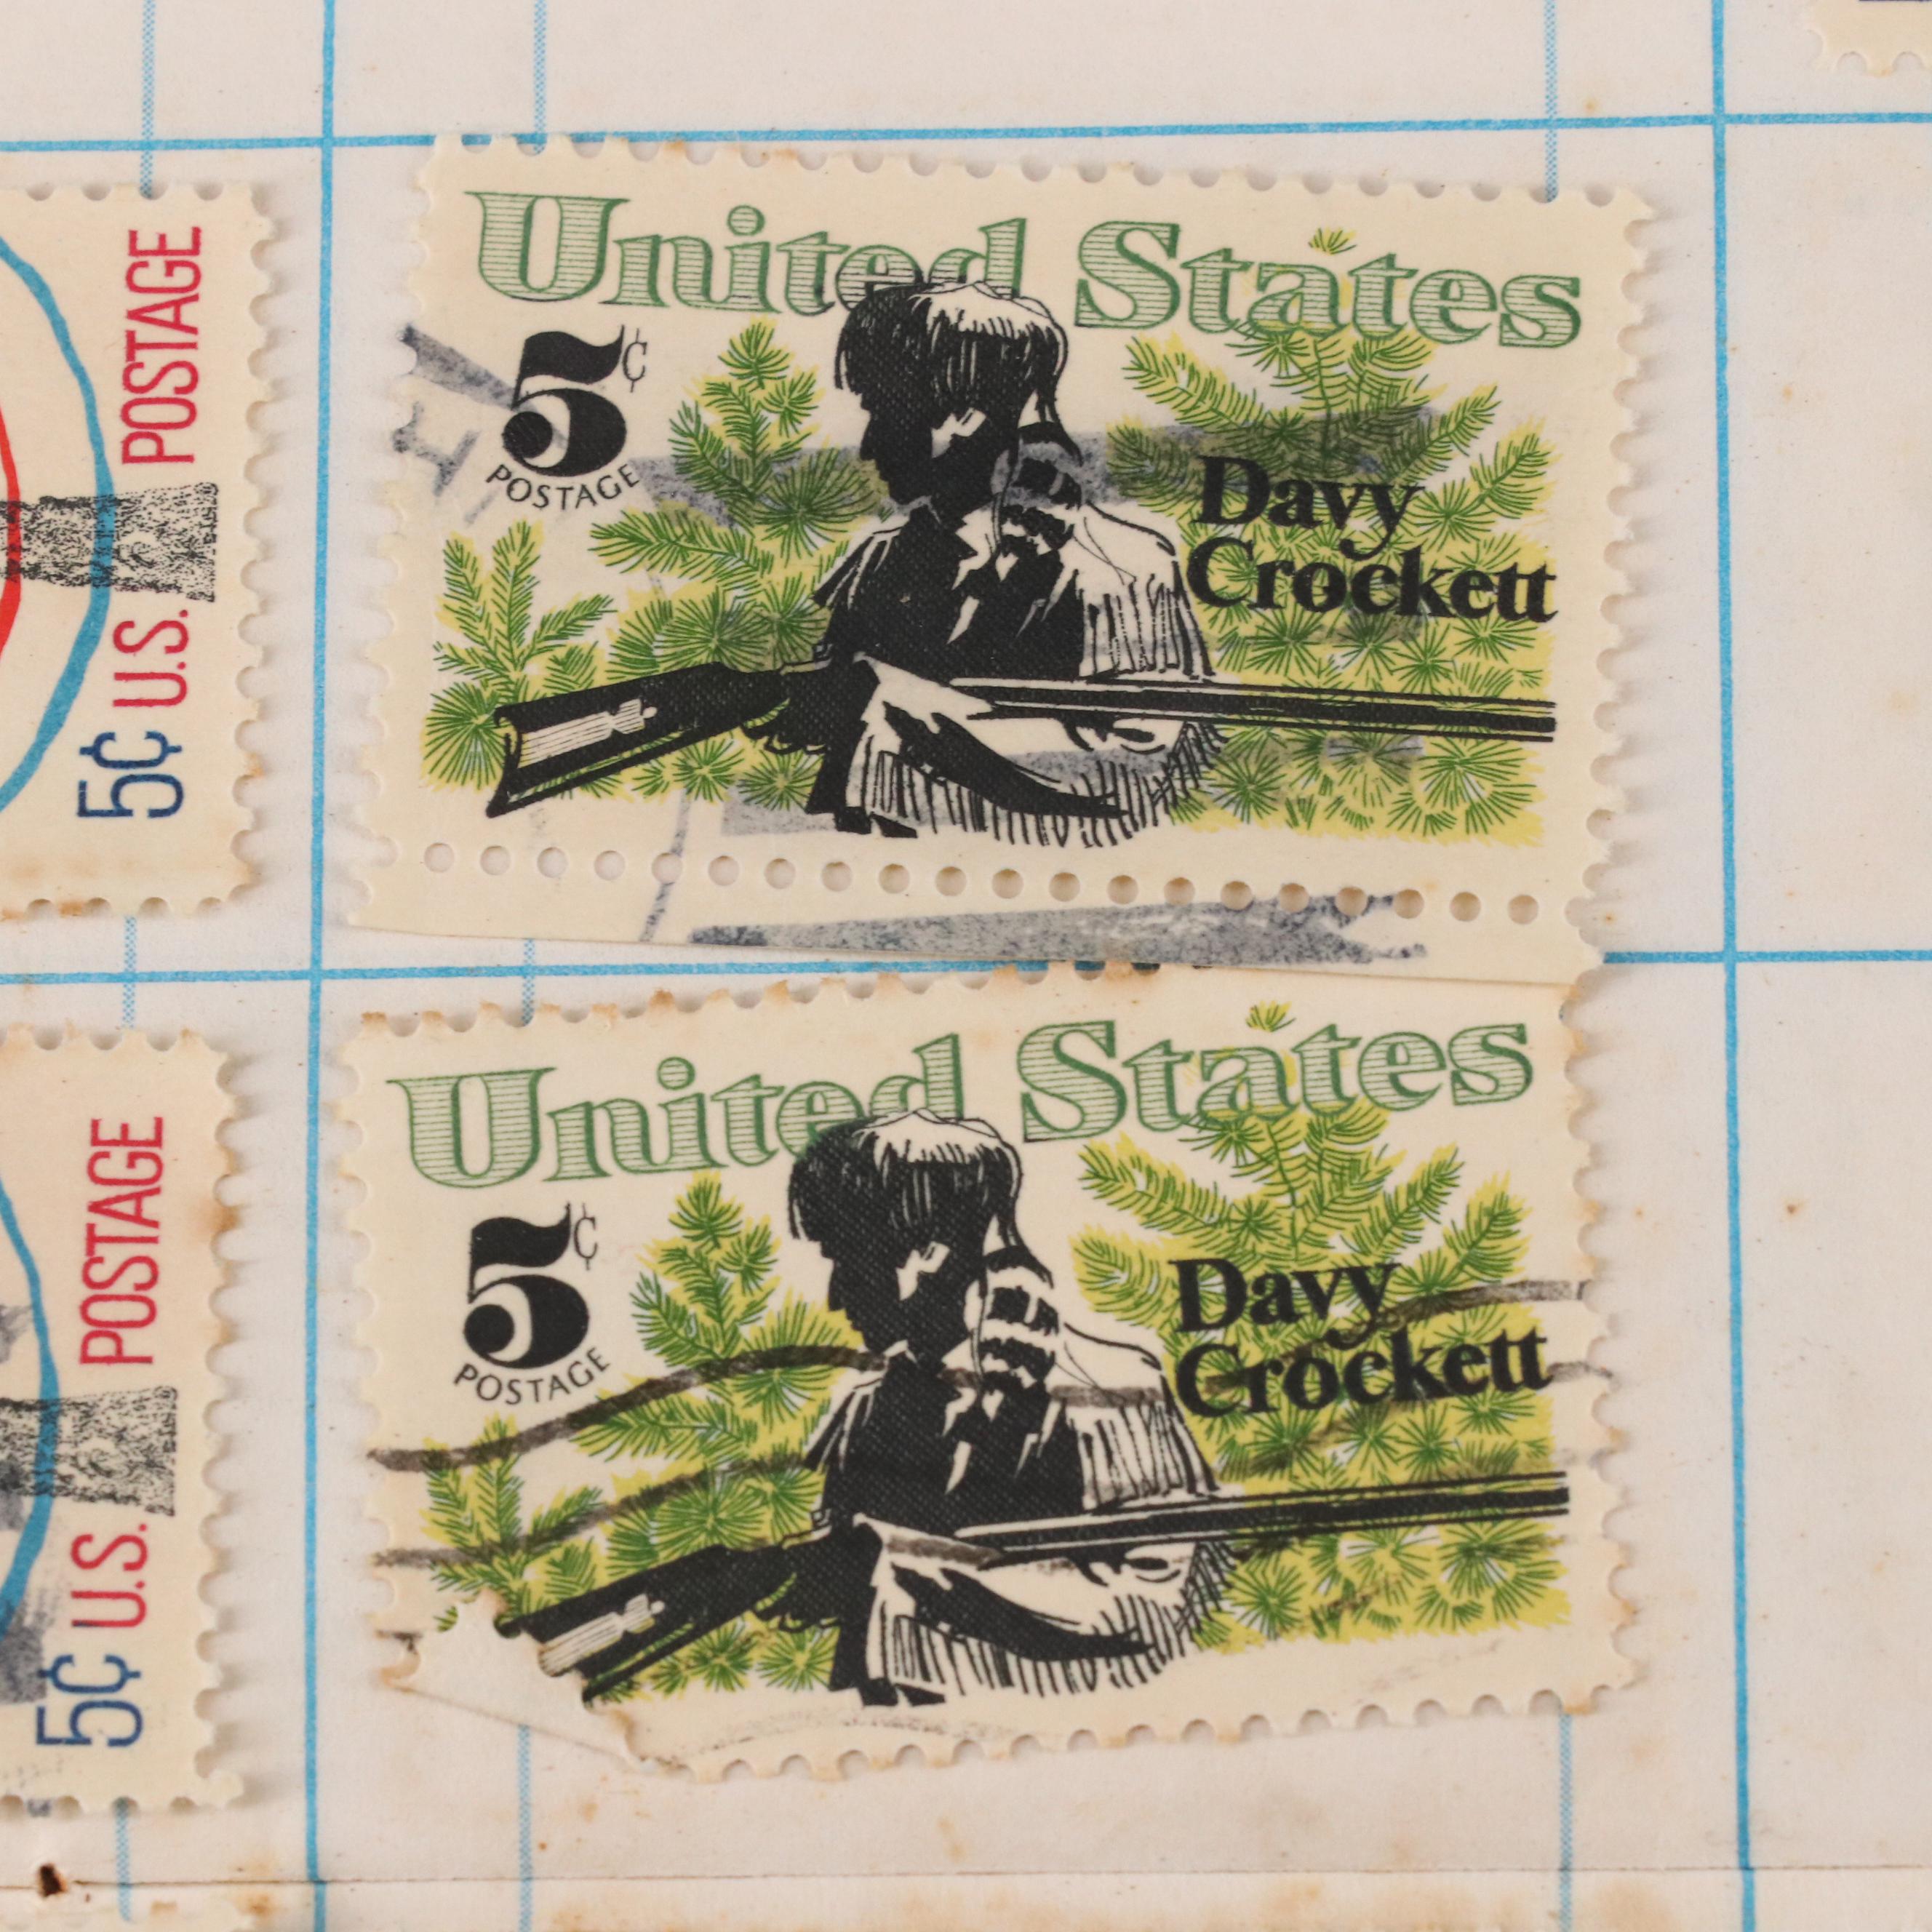 United States
5¢
POSTAGE
Davy
Crockett
United States
5¢
POSTAGE
Davy
Crockett
5¢ U.S. POSTAGE
5¢ U.S. POSTAGE